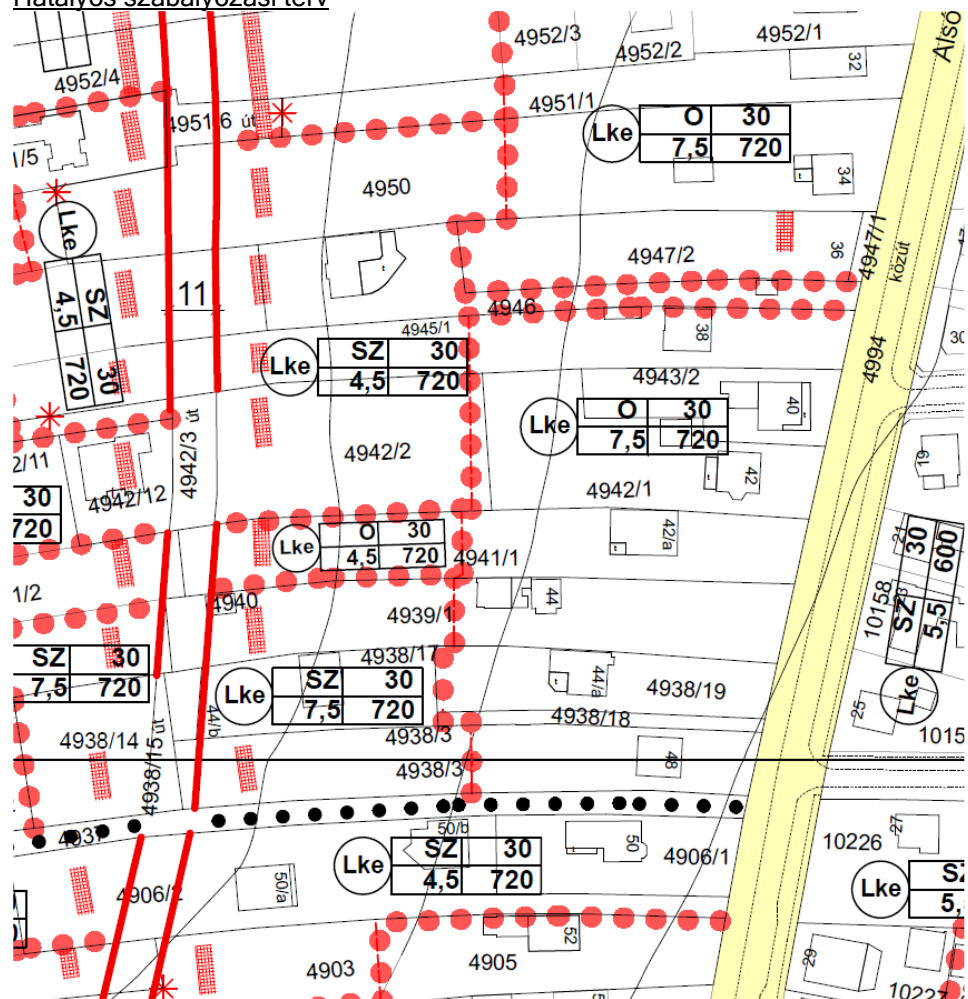 Hatályos szabályozási terv
4952/3
4952/2
4952/1
32
Alsó
4952/4
4951/6 út
4951/1
Lke
O 30
7,5 720
1/5
4950
t
34
Lke
SZ 30
4,5 720
4947/2
36
4947/1
közút
t
11
4946
4945/1
38
4994
Lke
SZ 30
4,5 720
4943/2
40
Lke
O 30
7,5 720
4942/3 út
4942/2
2/11
4942/12
30
720
4942/1
t
42
19
Lke
O 30
4,5 720
4941/1
42/a
t
21
23
SZ 30
5,5 600
Lke
10158
1/2
4940
4939/1
t
44
4938/17
SZ 30
7,5 720
Lke
SZ 30
7,5 720
44/a
t
4938/19
4938/18
44/b
25
4938/14
4938/15 út
4938/3
4938/3
48
1015
4937
50/b
Lke
SZ 30
4,5 720
50
t
4906/1
10226
27
Lke
5,
4906/2
50/a
52
t
4903
4905
29
10227